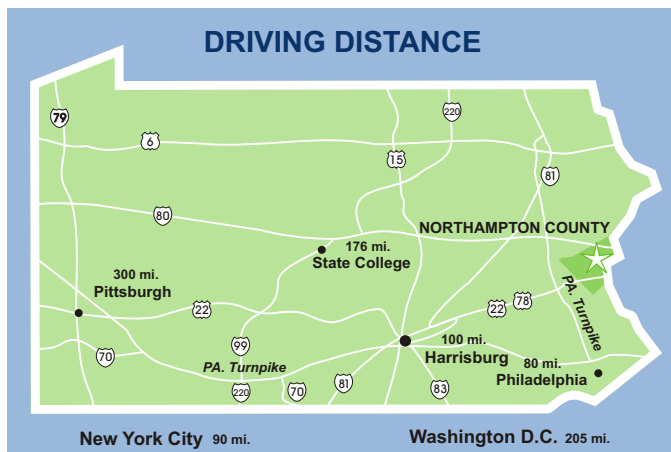 DRIVING DISTANCE
79
220
6
15
81
80
NORTHAMPTON COUNTY
176 mi.
State College
300 mi.
Pittsburgh
PA. Turnpike
22
22
78
99
70
PA. Turnpike
100 mi.
Harrisburg
80 mi.
Philadelphia
220
70
81
83
New York City 90 mi.
Washington D.C. 205 mi.